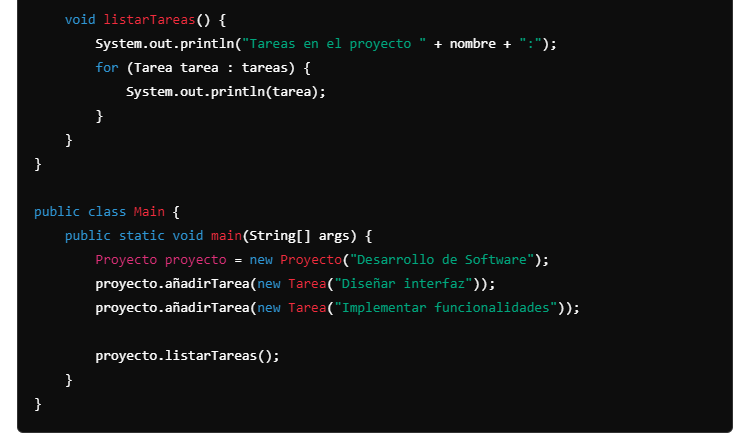 void listarTareas() {
System.out.println("Tareas en el proyecto " + nombre + ":");
for (Tarea tarea : tareas) {
System.out.println(tarea);
}
}
}
public class Main {
public static void main(String[] args) {
Proyecto proyecto = new Proyecto("Desarrollo de Software");
proyecto.añadirTarea(new Tarea("Diseñar interfaz"));
proyecto.añadirTarea(new Tarea("Implementar funcionalidades"));
proyecto.listarTareas();
}
}